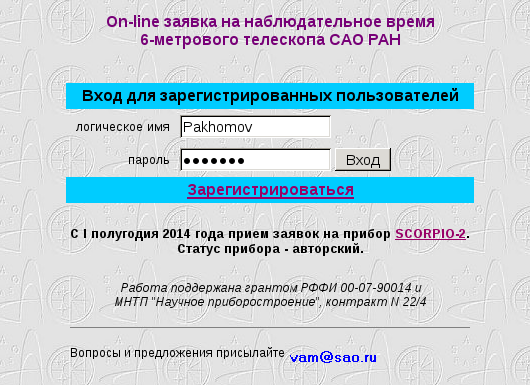 On-line заявка на наблюдательное время
6-метрового телескопа САО РАН
Вход для зарегистрированных пользователей
логическое имя Pakhomov
пароль ●●●●●●● Вход
Зарегистрироваться
С I полугодия 2014 года прием заявок на прибор SCORPIO-2.
Статус прибора - авторский.
Работа поддержана грантом РФФИ 00-07-90014 и
МНТП "Научное приборостроение", контракт N 22/4
Вопросы и предложения присылайте vam@sao.ru